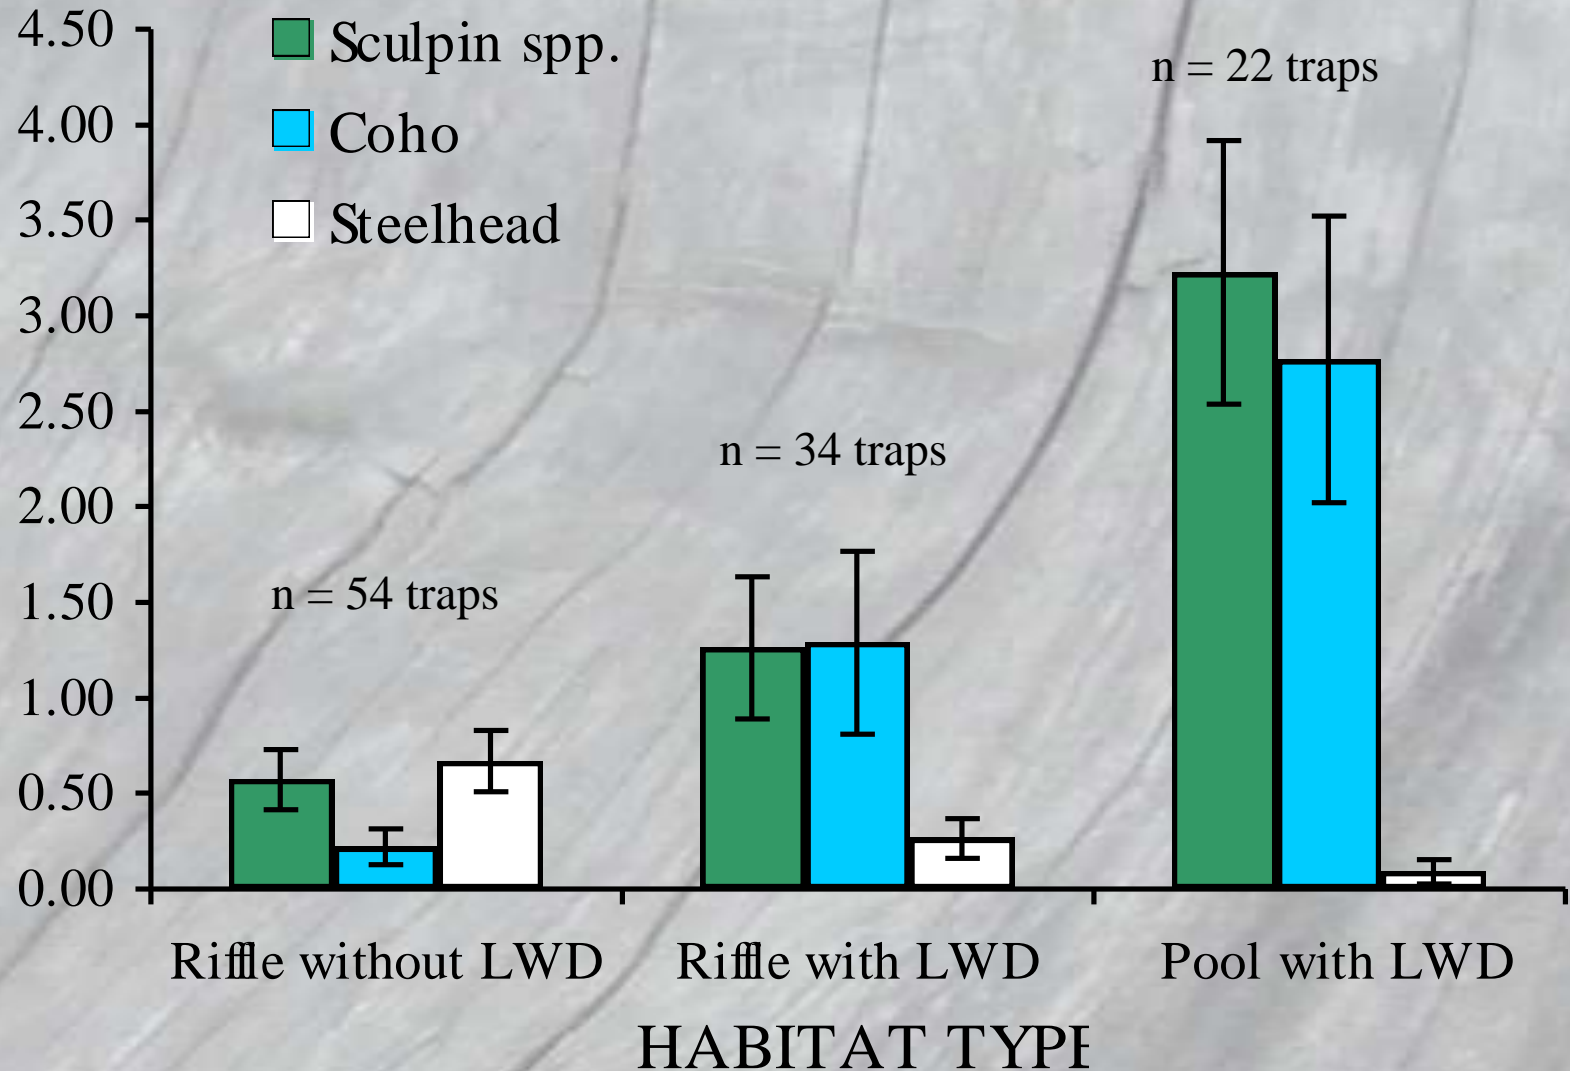 4.50
4.00
3.50
3.00
2.50
2.00
1.50
1.00
0.50
0.00
Sculpin spp.
Coho
Steelhead
n = 54 traps
n = 34 traps
n = 22 traps
Riffle without LWD
Riffle with LWD
Pool with LWD
HABITAT TYPE